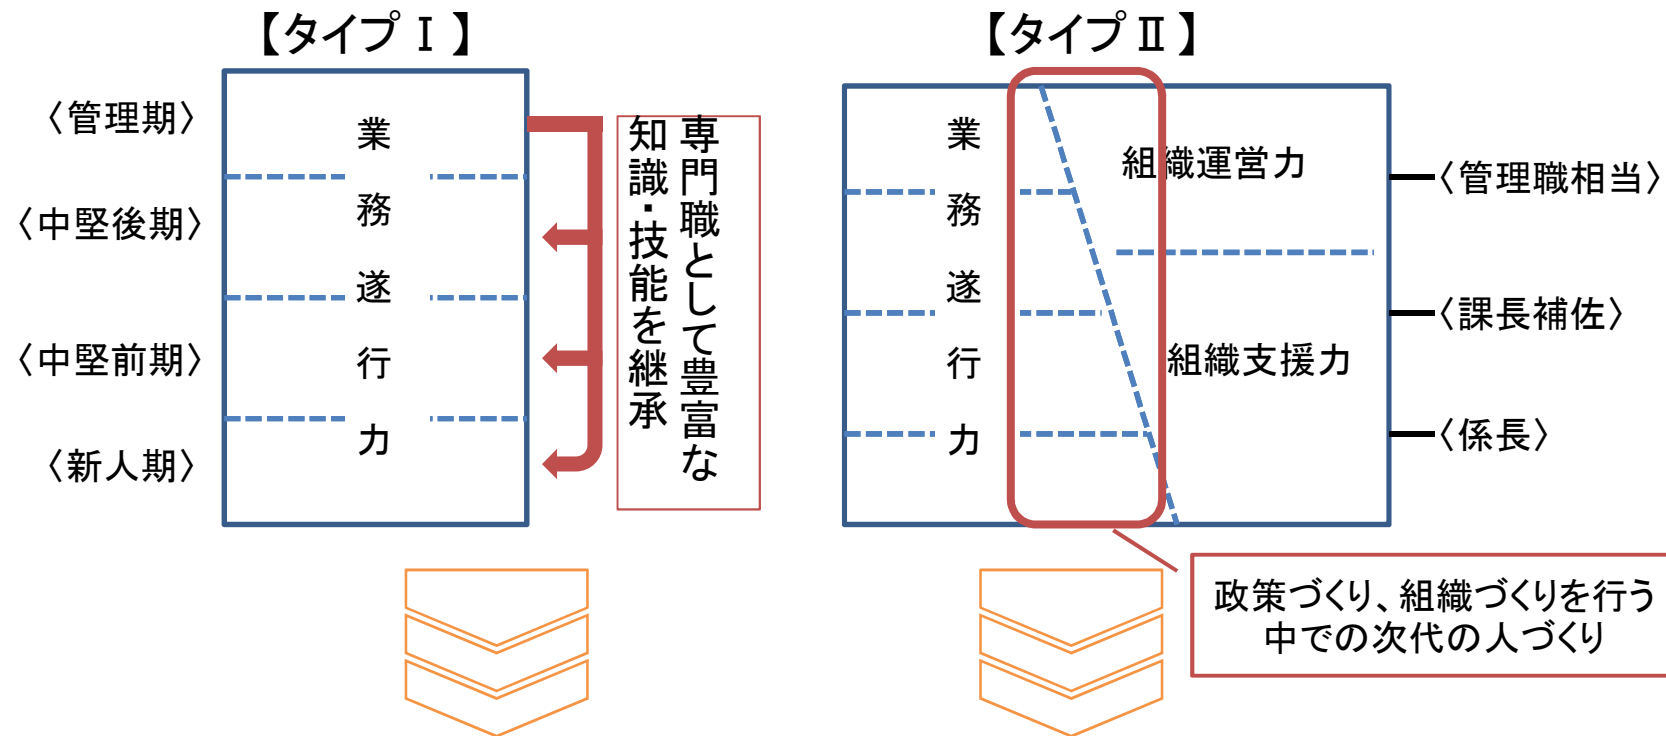 【タイプⅠ】
〈管理期〉
〈中堅後期〉
〈中堅前期〉
〈新人期〉
業務遂行力
専門職として豊富な
知識・技能を継承
【タイプⅡ】
業務遂行力
組織運営力
組織支援力
〈管理職相当〉
〈課長補佐〉
〈係長〉
政策づくり、組織づくりを行う
中での次代の人づくり